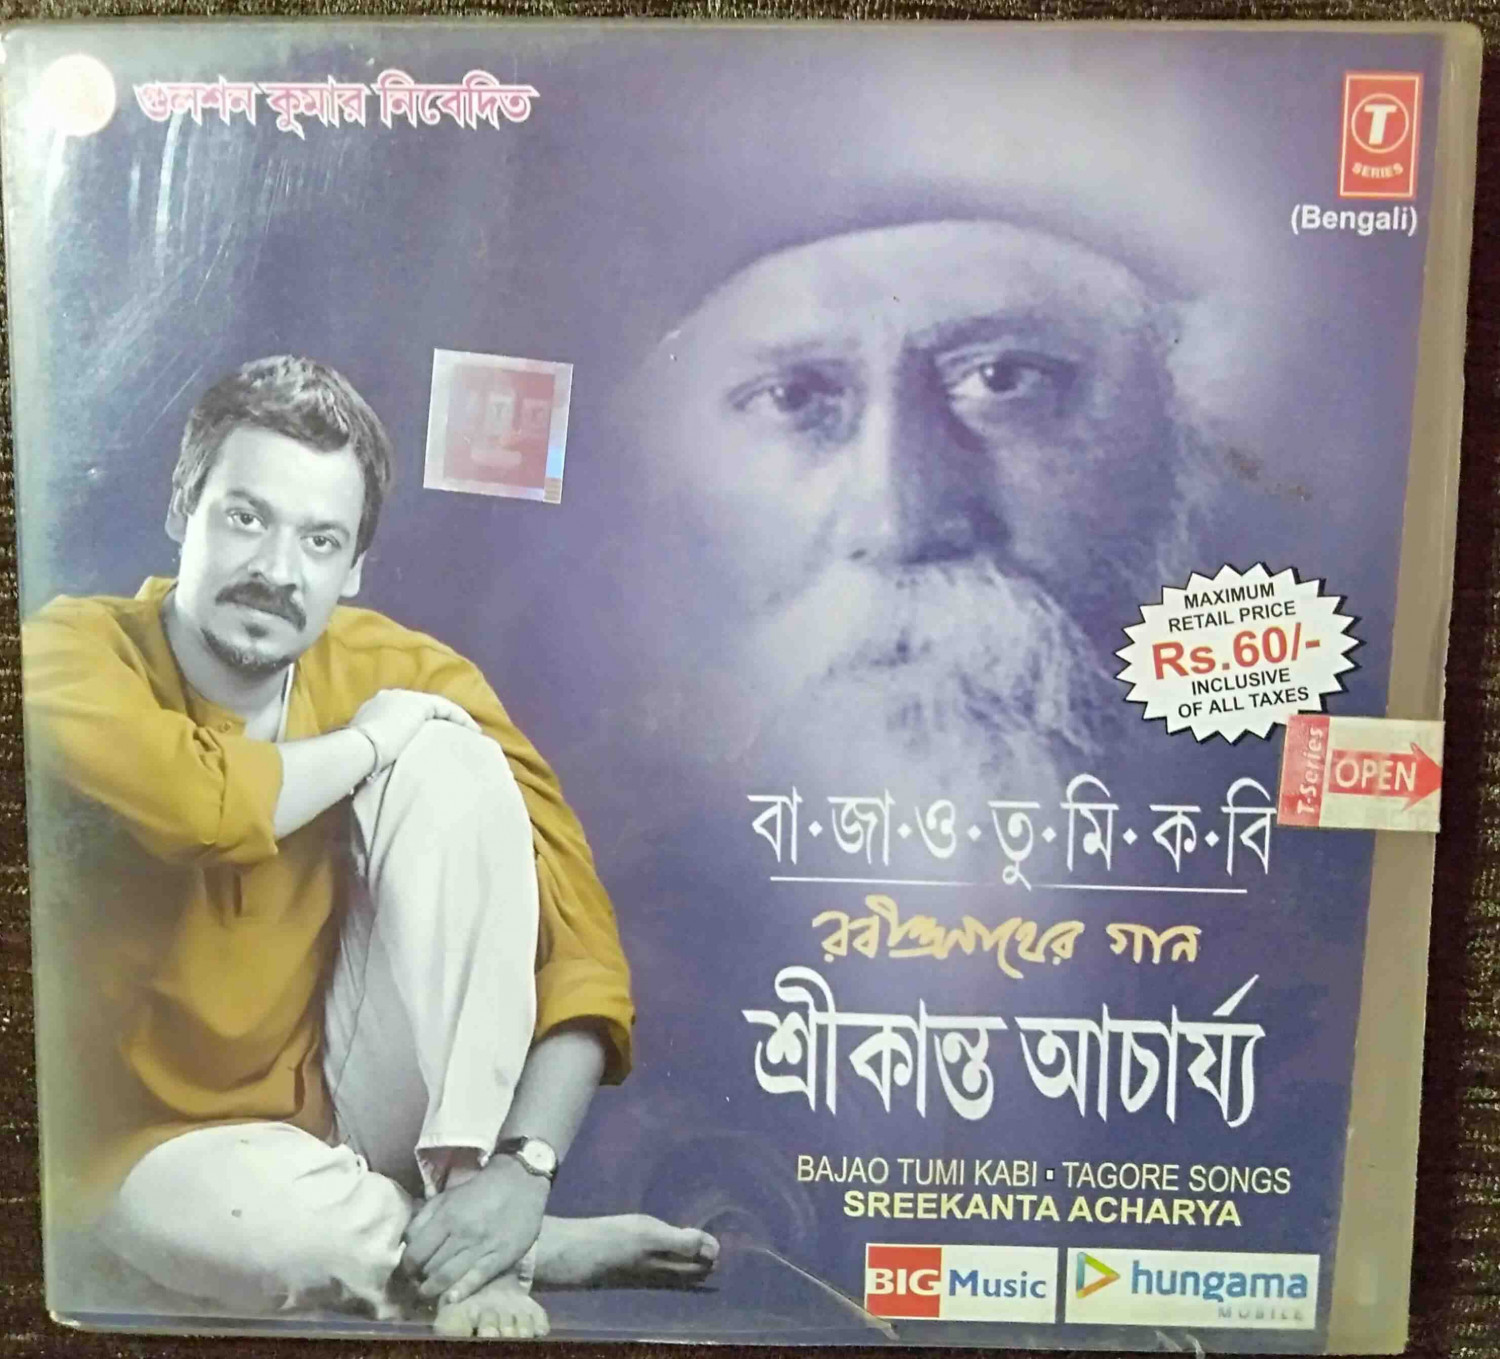 গুলশন কুমার নিবেদিত
T
SERIES
(Bengali)
MAXIMUM
RETAIL PRICE
Rs.60/-
INCLUSIVE
OF ALL TAXES
T-Series
OPEN
বা·জা·ও·তু·মি·ক·বি
রবীন্দ্রনাথের গান
শ্রীকান্ত আচার্য্য
BAJAO TUMI KABI ▪ TAGORE SONGS
SREEKANTA ACHARYA
BIG Music
hungama
MOBILE